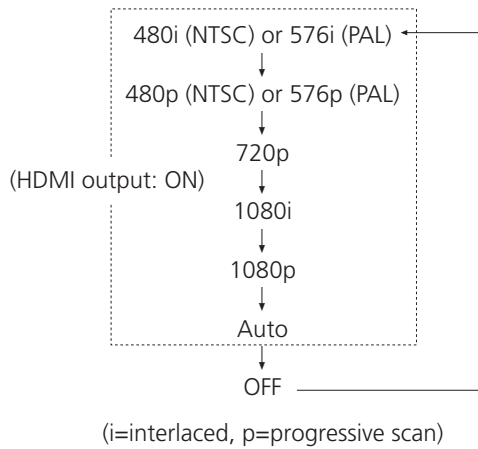 480i (NTSC) or 576i (PAL)
480p (NTSC) or 576p (PAL)
720p
(HDMI output: ON)
1080i
1080p
Auto
OFF
(i=interlaced, p=progressive scan)